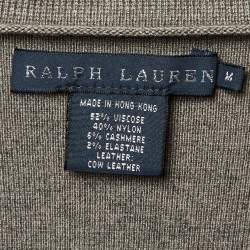 RALPH LAUREN
M
MADE IN HONG KONG
52% VISCOSE
40% NYLON
6% CASHMERE
2% ELASTANE
LEATHER:
COW LEATHER